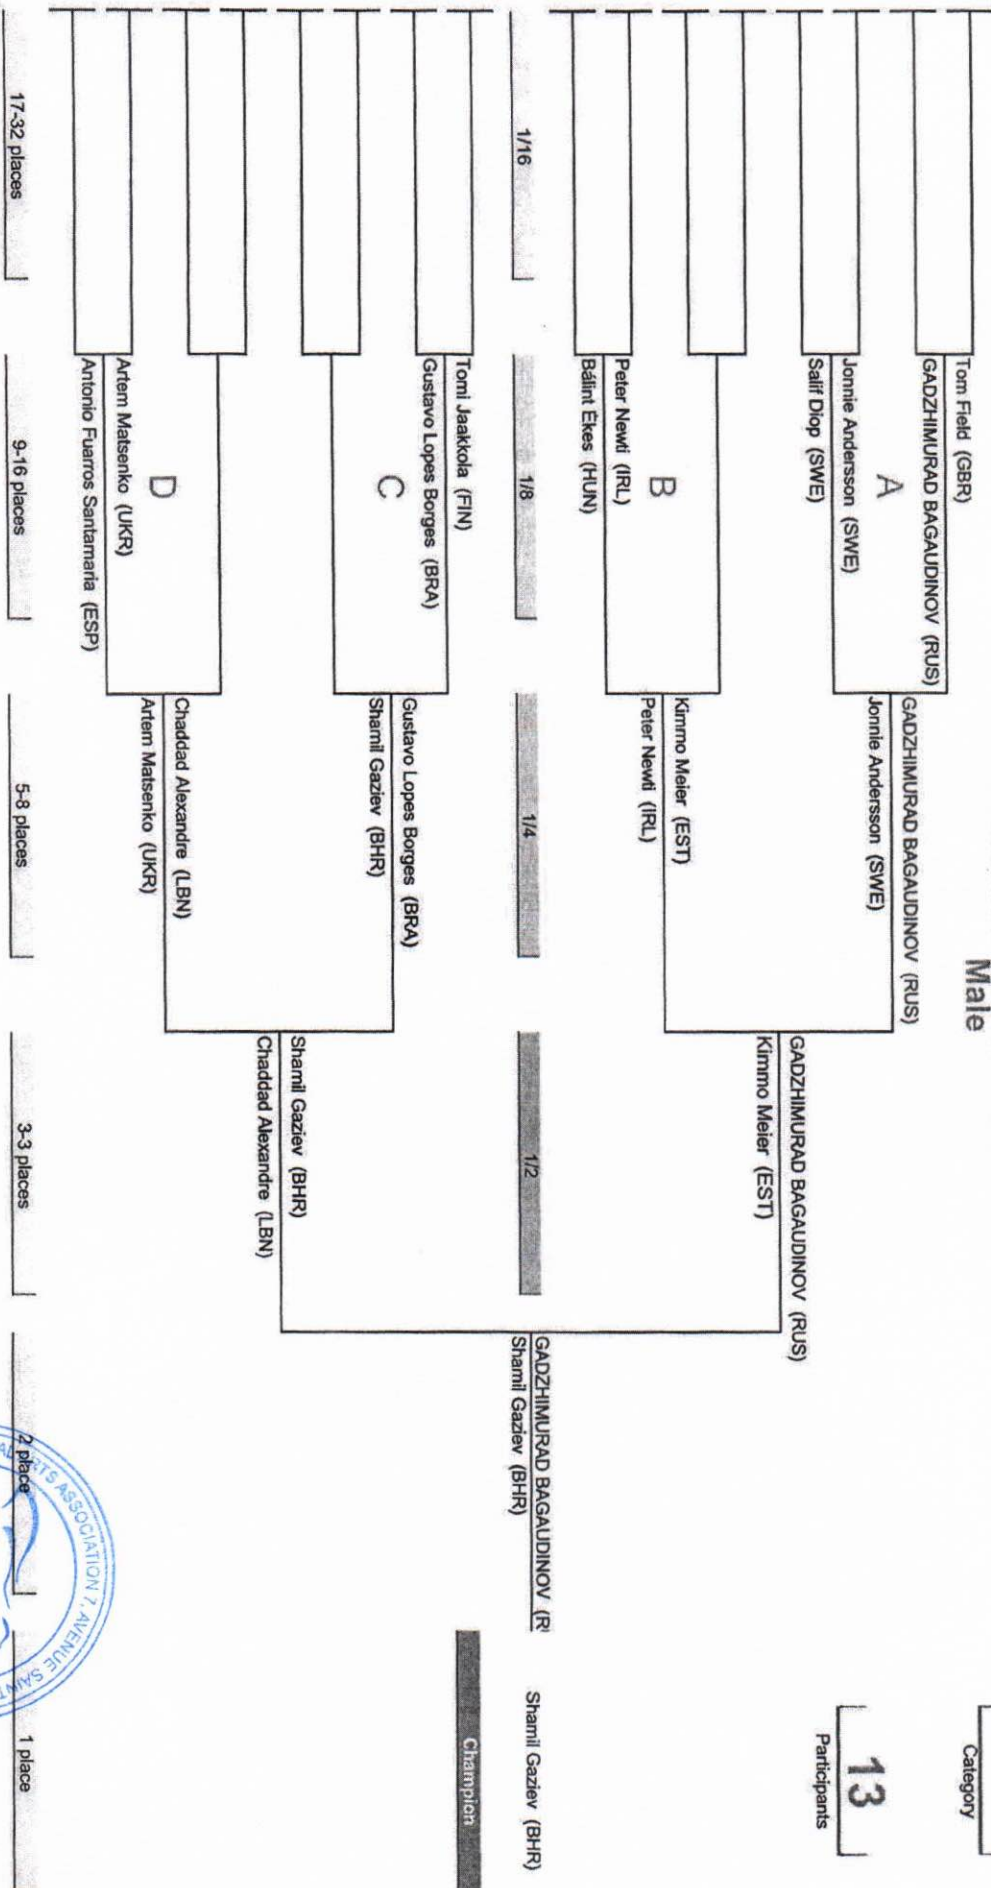 Male
Category
13
Participants
Tom Field (GBR)
GADZHIMURAD BAGAUDINOV (RUS)
A
Jonnie Andersson (SWE)
Salif Diop (SWE)
B
Peter Newti (IRL)
Bálint Ékes (HUN)
GADZHIMURAD BAGAUDINOV (RUS)
Jonnie Andersson (SWE)
Kimmo Meier (EST)
Peter Newti (IRL)
GADZHIMURAD BAGAUDINOV (RUS)
Kimmo Meier (EST)
1/16
1/8
1/4
1/2
GADZHIMURAD BAGAUDINOV (R
Shamil Gaziev (BHR)
Shamil Gaziev (BHR)
Champion
Tomi Jaakkola (FIN)
Gustavo Lopes Borges (BRA)
C
D
Artem Matsenko (UKR)
Antonio Fuarros Santamaria (ESP)
Gustavo Lopes Borges (BRA)
Shamil Gaziev (BHR)
Chaddad Alexandre (LBN)
Artem Matsenko (UKR)
Shamil Gaziev (BHR)
Chaddad Alexandre (LBN)
17-32 places
9-16 places
5-8 places
3-3 places
2 place
1 place
ARTS ASSOCIATION 7, AVENUE SAINT